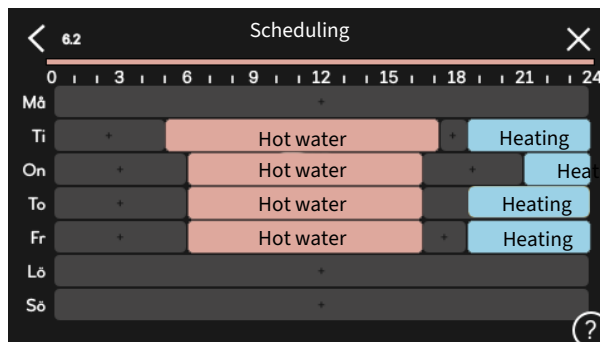 6.2 Scheduling
0 3 6 9 12 15 18 21 24
Må
Ti Hot water Heating
On Hot water Heat
To Hot water Heating
Fr Hot water Heating
Lö
Sö
?